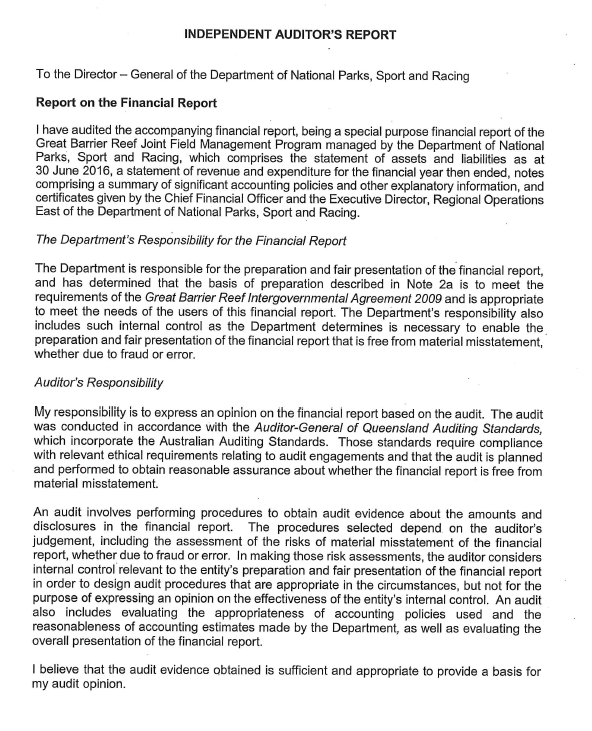 INDEPENDENT AUDITOR'S REPORT
To the Director – General of the Department of National Parks, Sport and Racing
Report on the Financial Report
I have audited the accompanying financial report, being a special purpose financial report of the
Great Barrier Reef Joint Field Management Program managed by the Department of National
Parks, Sport and Racing, which comprises the statement of assets and liabilities as at
30 June 2016, a statement of revenue and expenditure for the financial year then ended, notes
comprising a summary of significant accounting policies and other explanatory information, and
certificates given by the Chief Financial Officer and the Executive Director, Regional Operations
East of the Department of National Parks, Sport and Racing.
The Department's Responsibility for the Financial Report
The Department is responsible for the preparation and fair presentation of the financial report,
and has determined that the basis of preparation described in Note 2a is to meet the
requirements of the Great Barrier Reef Intergovernmental Agreement 2009 and is appropriate
to meet the needs of the users of this financial report. The Department's responsibility also
includes such internal control as the Department determines is necessary to enable the
preparation and fair presentation of the financial report that is free from material misstatement,
whether due to fraud or error.
Auditor's Responsibility
My responsibility is to express an opinion on the financial report based on the audit. The audit
was conducted in accordance with the Auditor-General of Queensland Auditing Standards,
which incorporate the Australian Auditing Standards. Those standards require compliance
with relevant ethical requirements relating to audit engagements and that the audit is planned
and performed to obtain reasonable assurance about whether the financial report is free from
material misstatement.
An audit involves performing procedures to obtain audit evidence about the amounts and
disclosures in the financial report. The procedures selected depend on the auditor's
judgement, including the assessment of the risks of material misstatement of the financial
report, whether due to fraud or error. In making those risk assessments, the auditor considers
internal control relevant to the entity's preparation and fair presentation of the financial report
in order to design audit procedures that are appropriate in the circumstances, but not for the
purpose of expressing an opinion on the effectiveness of the entity's internal control. An audit
also includes evaluating the appropriateness of accounting policies used and the
reasonableness of accounting estimates made by the Department, as well as evaluating the
overall presentation of the financial report.
I believe that the audit evidence obtained is sufficient and appropriate to provide a basis for
my audit opinion.